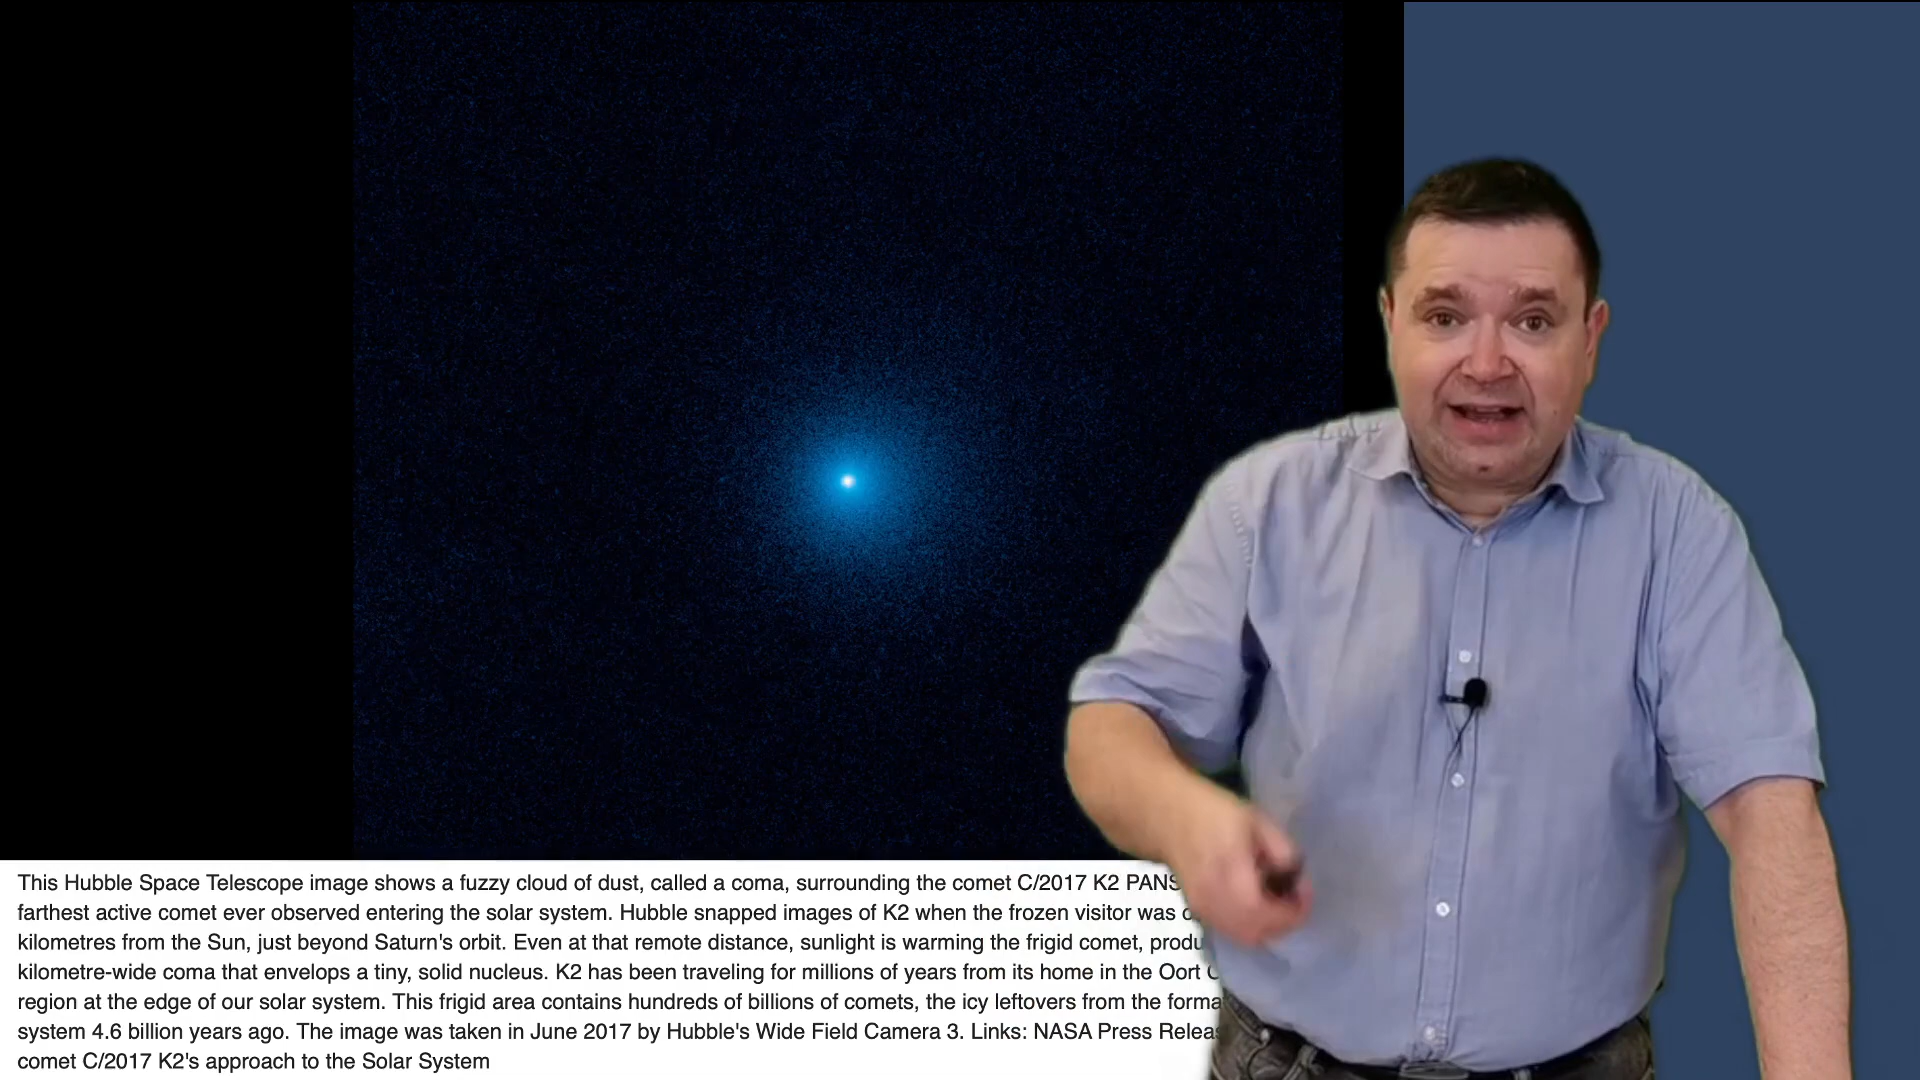 This Hubble Space Telescope image shows a fuzzy cloud of dust, called a coma, surrounding the comet C/2017 K2 PANS
farthest active comet ever observed entering the solar system. Hubble snapped images of K2 when the frozen visitor was
kilometres from the Sun, just beyond Saturn's orbit. Even at that remote distance, sunlight is warming the frigid comet, produ
kilometre-wide coma that envelops a tiny, solid nucleus. K2 has been traveling for millions of years from its home in the Oort
region at the edge of our solar system. This frigid area contains hundreds of billions of comets, the icy leftovers from the forma
system 4.6 billion years ago. The image was taken in June 2017 by Hubble's Wide Field Camera 3. Links: NASA Press Releas
comet C/2017 K2's approach to the Solar System